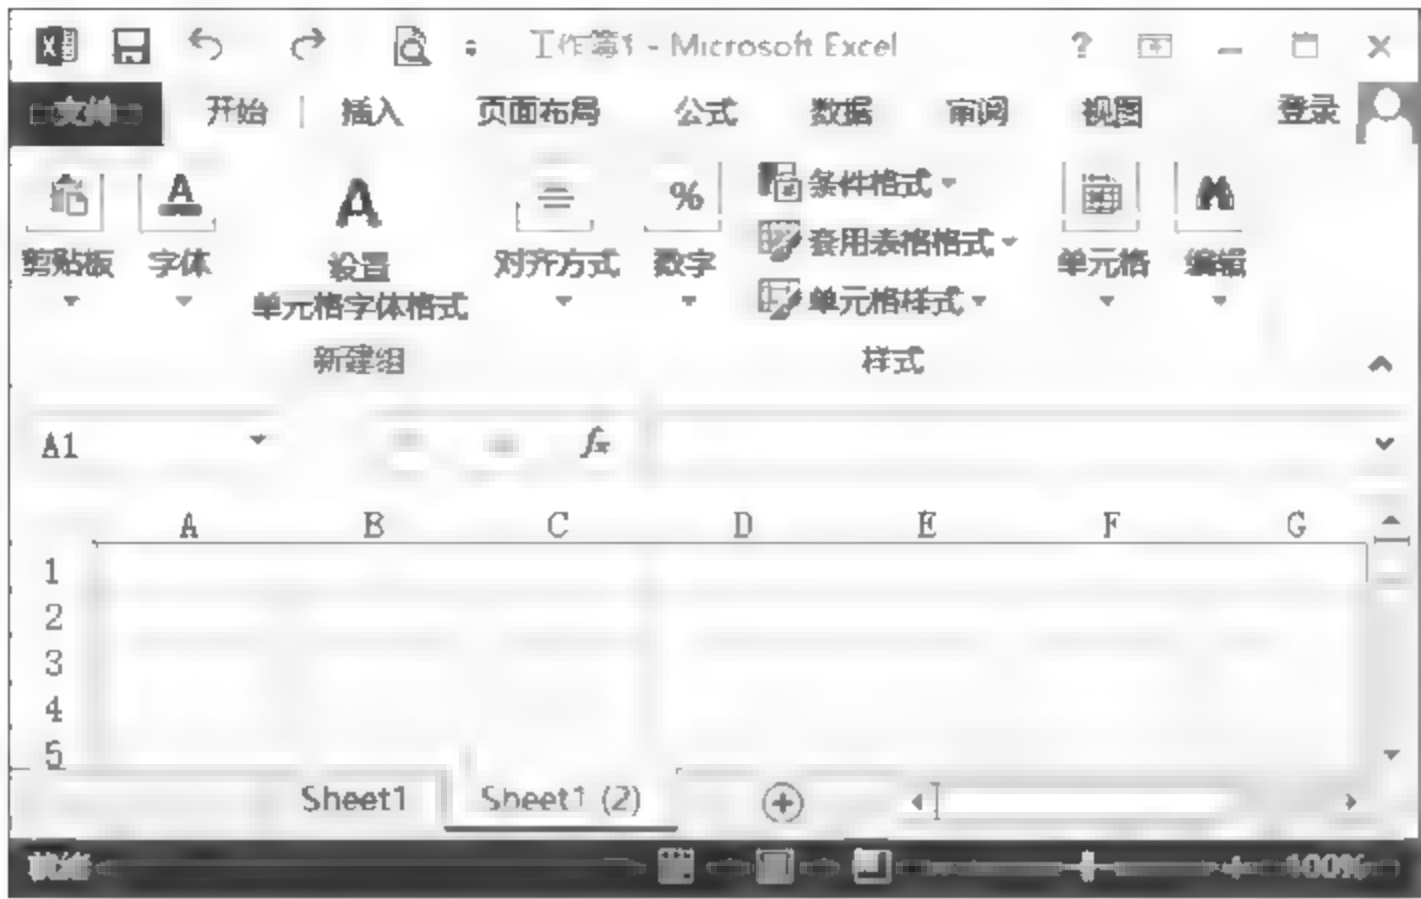 工作簿1 - Microsoft Excel ?
文件 开始 插入 页面布局 公式 数据 审阅 视图 登录
条件格式
套用表格格式
单元格样式
剪贴板 字体 设置 对齐方式 数字 单元格 编辑
单元格字体格式
新建组 样式
A1 fx
A B C D E F G
1
2
3
4
5
Sheet1 Sheet1 (2)
就绪 100%